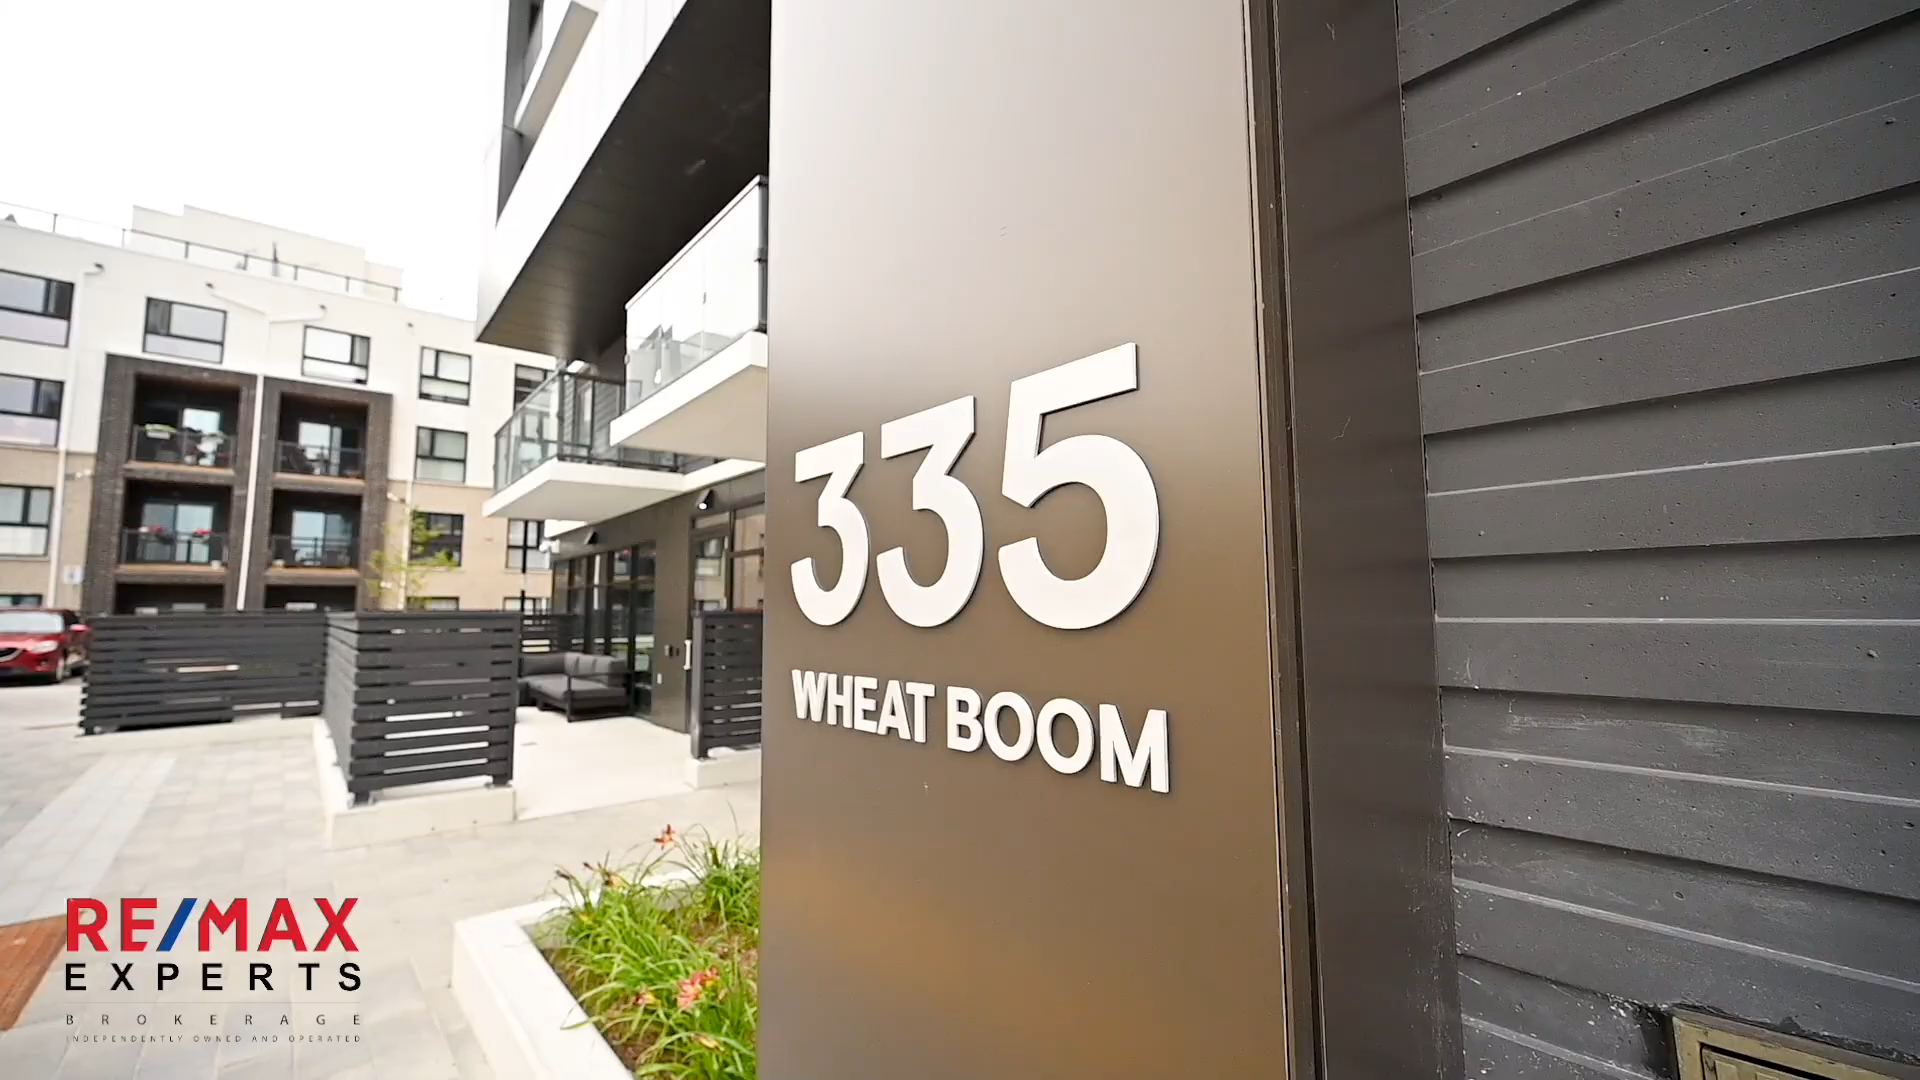 335
WHEAT BOOM
RE/MAX
EXPERTS
BROKERAGE
INDEPENDENTLY OWNED AND OPERATED